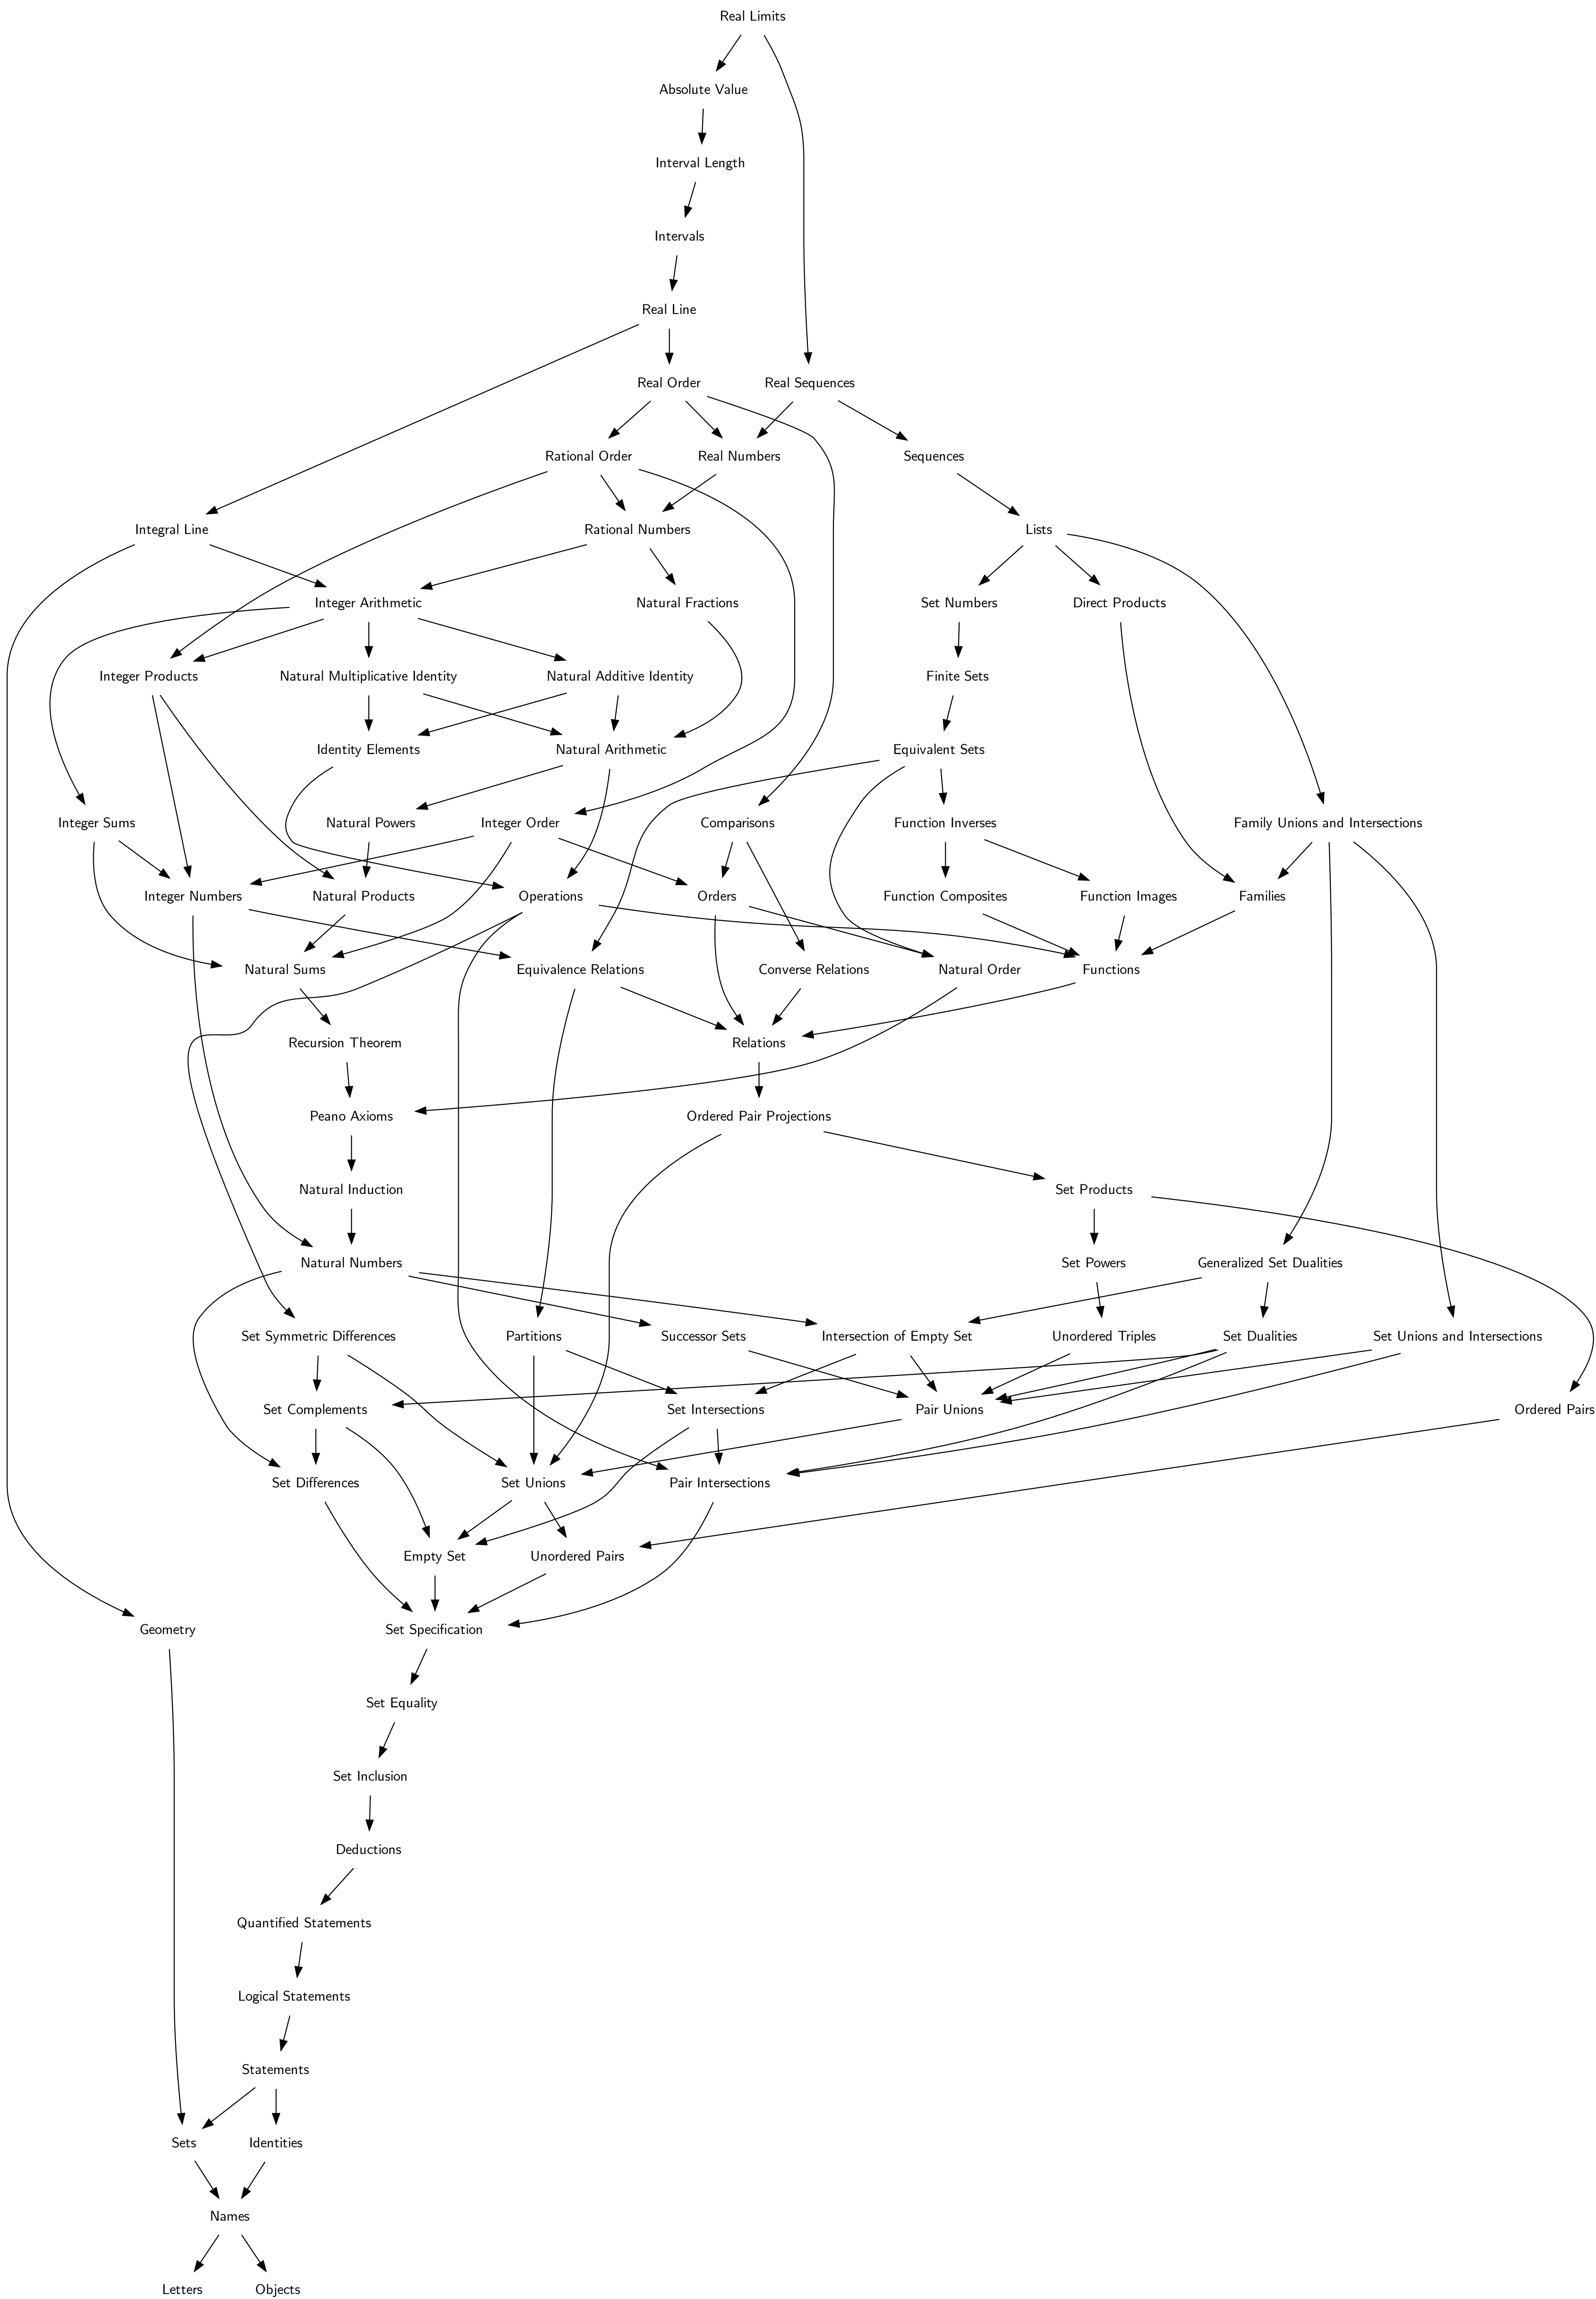 Real Limits
Absolute Value
Interval Length
Intervals
Real Line
Real Order
Real Sequences
Rational Order
Real Numbers
Sequences
Integral Line
Rational Numbers
Lists
Integer Arithmetic
Natural Fractions
Set Numbers
Direct Products
Integer Products
Natural Multiplicative Identity
Natural Additive Identity
Finite Sets
Identity Elements
Natural Arithmetic
Equivalent Sets
Integer Sums
Natural Powers
Integer Order
Comparisons
Function Inverses
Family Unions and Intersections
Integer Numbers
Natural Products
Operations
Orders
Function Composites
Function Images
Families
Natural Sums
Equivalence Relations
Converse Relations
Natural Order
Functions
Recursion Theorem
Relations
Peano Axioms
Ordered Pair Projections
Natural Induction
Set Products
Natural Numbers
Set Powers
Generalized Set Dualities
Set Symmetric Differences
Partitions
Successor Sets
Intersection of Empty Set
Unordered Triples
Set Dualities
Set Unions and Intersections
Set Complements
Set Intersections
Pair Unions
Ordered Pairs
Set Differences
Set Unions
Pair Intersections
Empty Set
Unordered Pairs
Geometry
Set Specification
Set Equality
Set Inclusion
Deductions
Quantified Statements
Logical Statements
Statements
Sets
Identities
Names
Letters
Objects